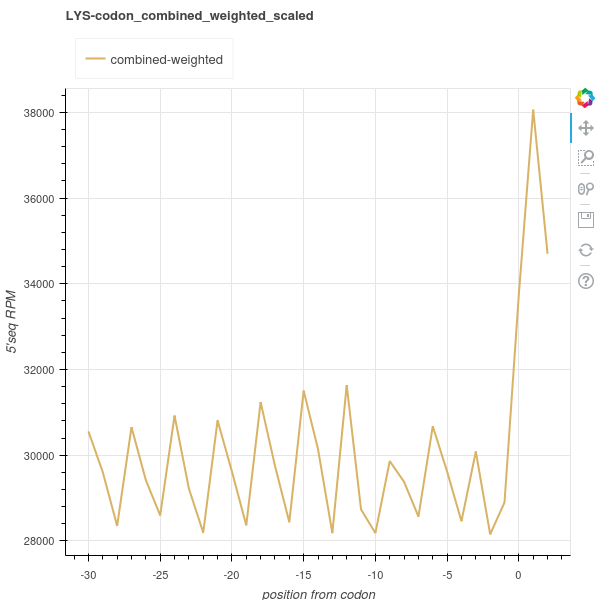 LYS-codon_combined_weighted_scaled
combined-weighted
38000
36000
34000
32000
30000
28000
5'seq RPM
-30 -25 -20 -15 -10 -5 0
position from codon